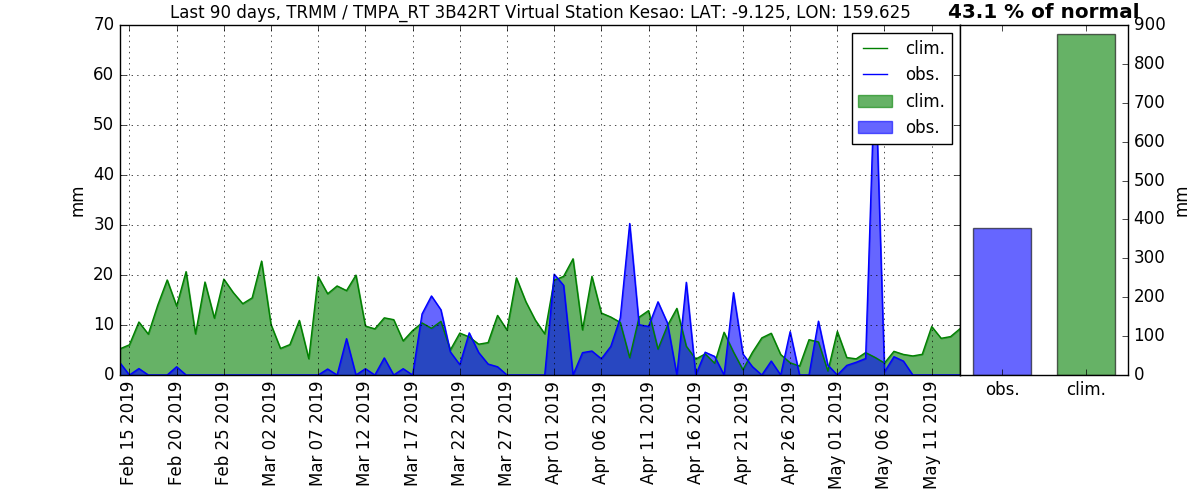 Last 90 days, TRMM / TMPA_RT 3B42RT Virtual Station Kesao: LAT: -9.125, LON: 159.625
43.1 % of normal
70
60
50
40
30
20
10
0
mm
clim.
obs.
clim.
obs.
Feb 15 2019
Feb 20 2019
Feb 25 2019
Mar 02 2019
Mar 07 2019
Mar 12 2019
Mar 17 2019
Mar 22 2019
Mar 27 2019
Apr 01 2019
Apr 06 2019
Apr 11 2019
Apr 16 2019
Apr 21 2019
Apr 26 2019
May 01 2019
May 06 2019
May 11 2019
900
800
700
600
500
400
300
200
100
0
mm
obs.
clim.